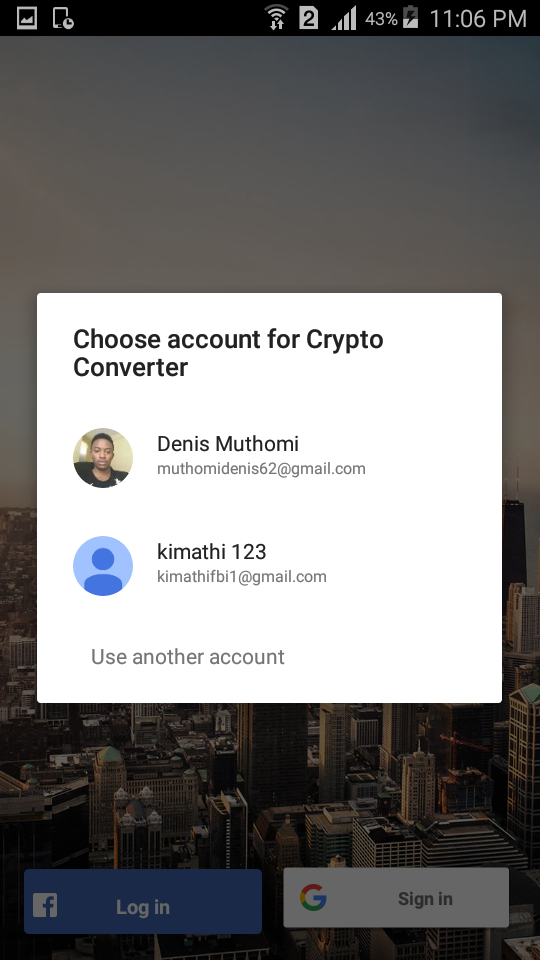 2 43% 11:06 PM
Choose account for Crypto
Converter
Denis Muthomi
muthomidenis62@gmail.com
kimathi 123
kimathifbi1@gmail.com
Use another account
Log in
Sign in